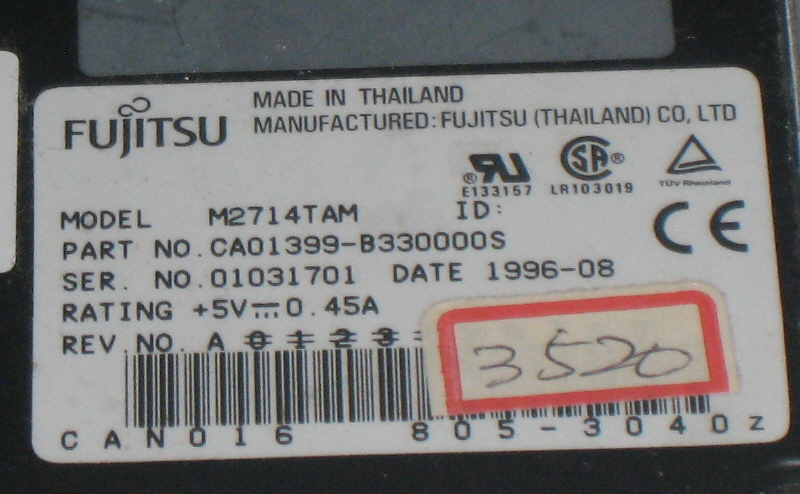 FUJITSU
MADE IN THAILAND
MANUFACTURED: FUJITSU (THAILAND) CO, LTD
E133157
LR103019
TÜV Rheinland
MODEL M2714TAM ID:
PART NO. CA01399-B330000S
SER. NO. 01031701 DATE 1996-08
RATING +5V⎓0.45A
REV. NO. A 0 1 2 3
3520
CAN016 805-3040z
CE